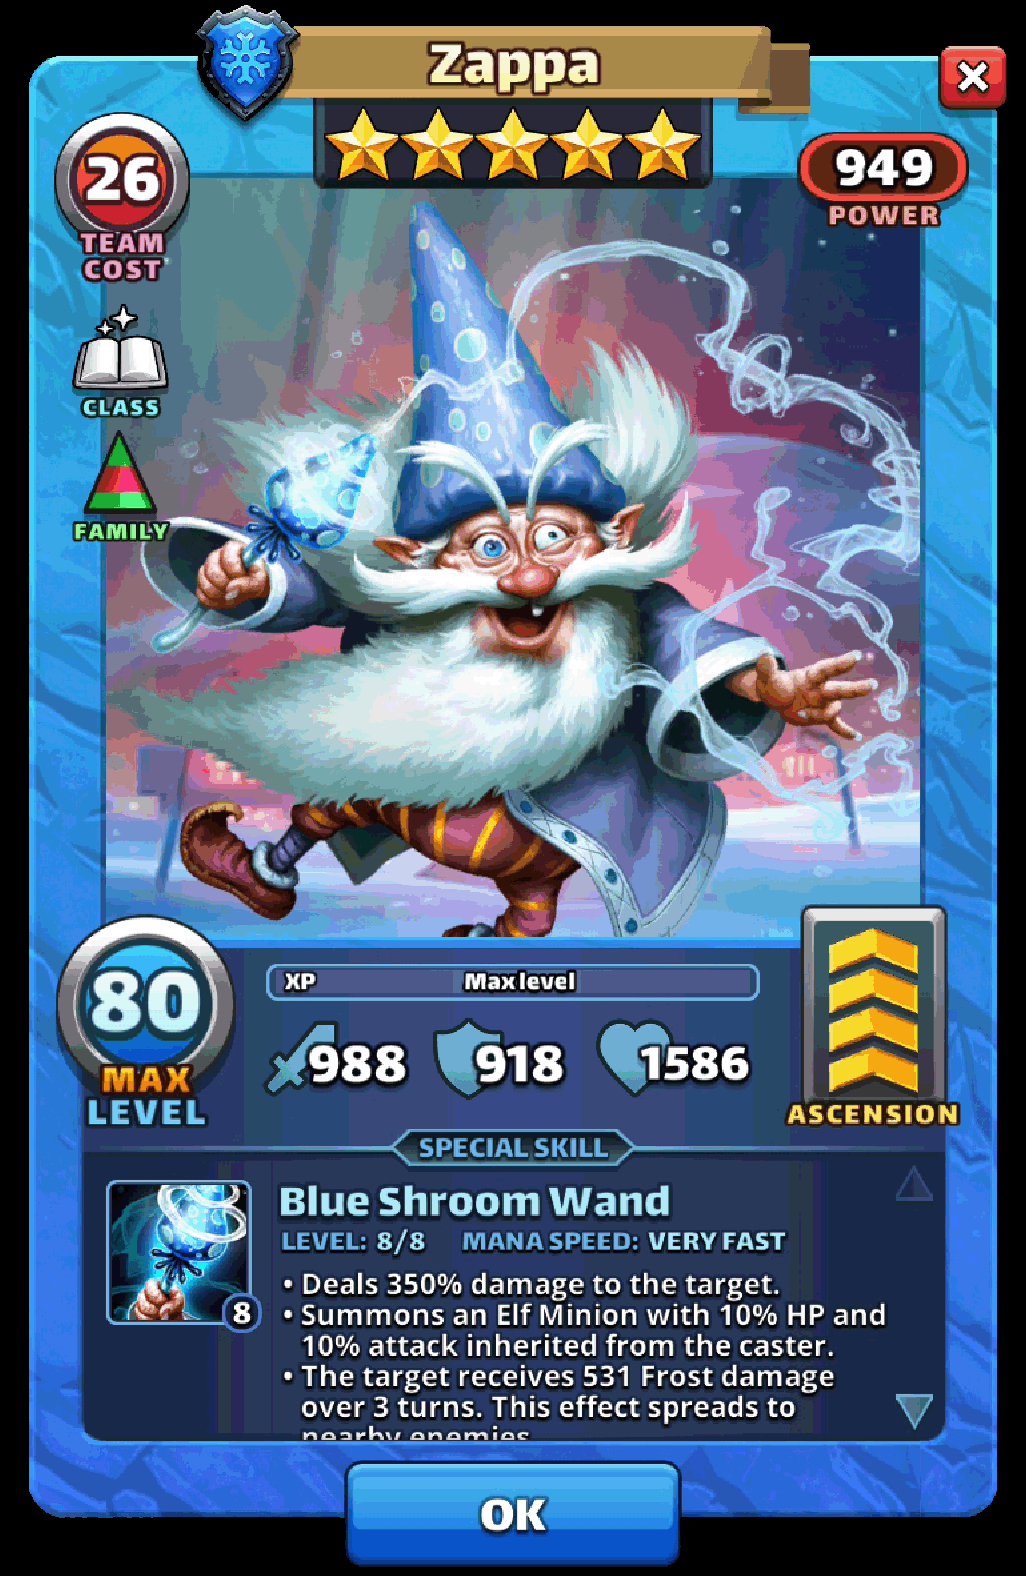 Zappa
26
TEAM
COST
949
POWER
CLASS
FAMILY
80
MAX
LEVEL
XP Max level
988 918 1586
ASCENSION
SPECIAL SKILL
Blue Shroom Wand
LEVEL: 8/8 MANA SPEED: VERY FAST
8
• Deals 350% damage to the target.
• Summons an Elf Minion with 10% HP and
10% attack inherited from the caster.
• The target receives 531 Frost damage
over 3 turns. This effect spreads to
nearby enemies.
OK